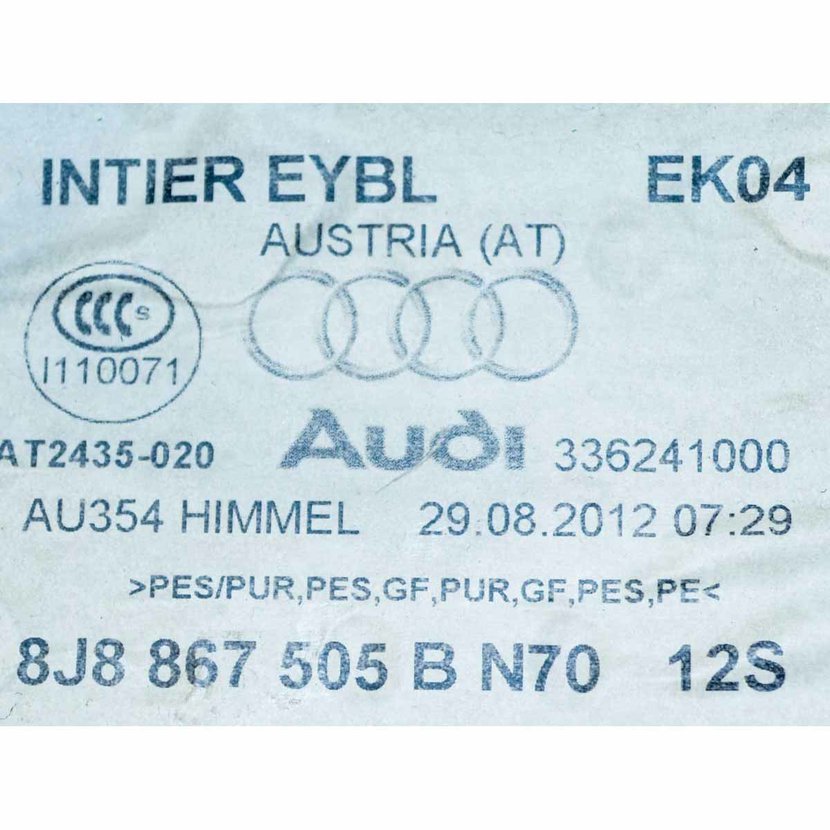 INTIER EYBL EK04
AUSTRIA (AT)
CCC S
I110071
Audi
AT2435-020 336241000
AU354 HIMMEL 29.08.2012 07:29
>PES/PUR,PES,GF,PUR,GF,PES,PE<
8J8 867 505 B N70 12S